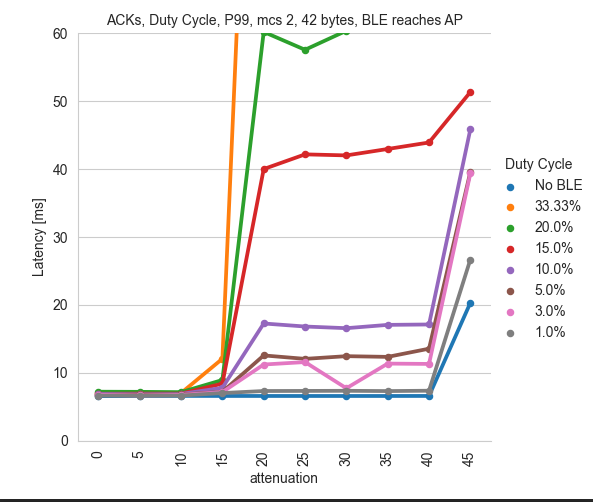 ACKs, Duty Cycle, P99, mcs 2, 42 bytes, BLE reaches AP
60
50
40
30
20
10
0
Latency [ms]
0 5 10 15 20 25 30 35 40 45
attenuation
Duty Cycle
No BLE
33.33%
20.0%
15.0%
10.0%
5.0%
3.0%
1.0%